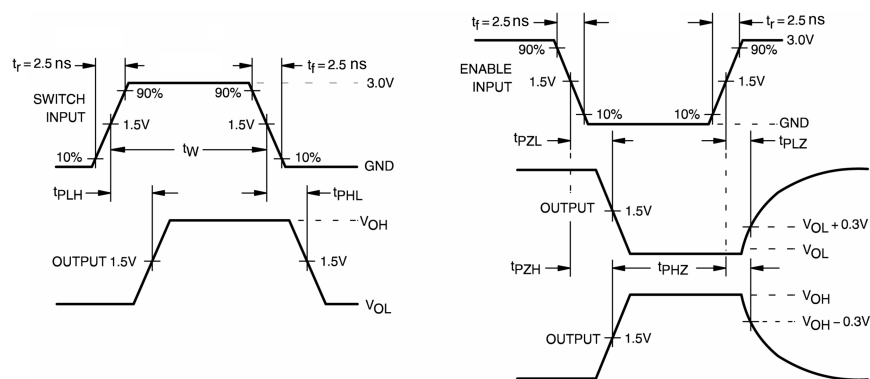 tr = 2.5 ns
tf = 2.5 ns
90%
90%
3.0V
SWITCH
INPUT
1.5V
1.5V
10%
tW
10%
GND
tPLH
tPHL
VOH
OUTPUT 1.5V
1.5V
VOL
tf = 2.5 ns
tr = 2.5 ns
3.0V
90%
90%
ENABLE
INPUT
1.5V
1.5V
10%
10%
GND
tPZL
tPLZ
OUTPUT
1.5V
VOL + 0.3V
VOL
tPZH
tPHZ
VOH
VOH – 0.3V
OUTPUT
1.5V